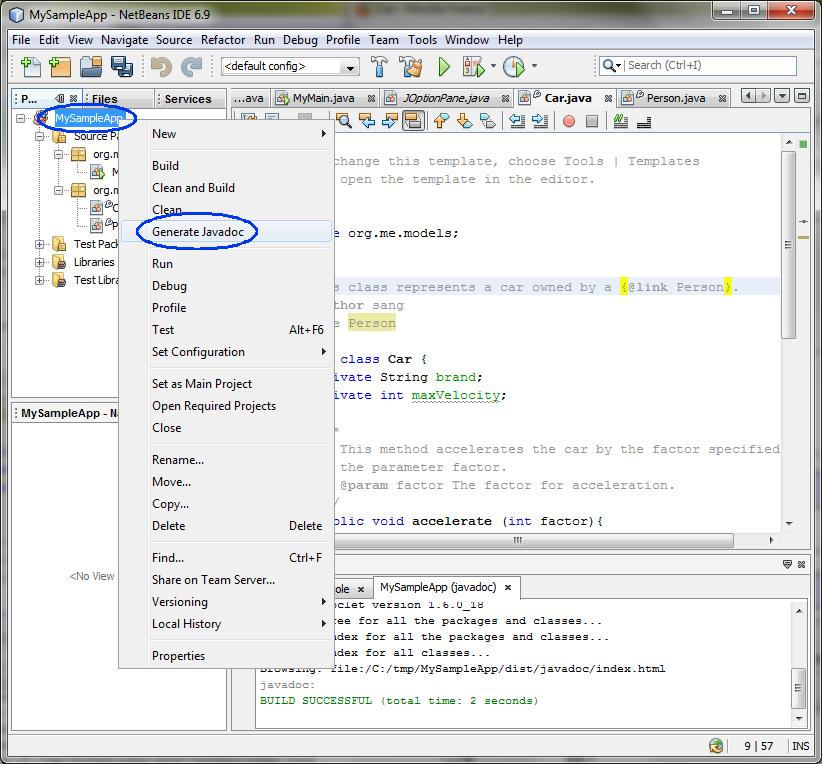 MySampleApp - NetBeans IDE 6.9
File Edit View Navigate Source Refactor Run Debug Profile Team Tools Window Help
<default config>
Search (Ctrl+I)
P... Files Services
...ava MyMain.java JOptionPane.java Car.java Person.java
MySampleApp
Source Pa
org.m
M
org.m
C
P
Test Pack
Libraries
Test Libra
New
Build
Clean and Build
Clean
Generate Javadoc
Run
Debug
Profile
Test Alt+F6
Set Configuration
Set as Main Project
Open Required Projects
Close
Rename...
Move...
Copy...
Delete Delete
Find... Ctrl+F
Share on Team Server...
Versioning
Local History
Properties
change this template, choose Tools | Templates
open the template in the editor.
e org.me.models;
s class represents a car owned by a {@link Person}.
thor sang
e Person
class Car {
ivate String brand;
ivate int maxVelocity;
*
This method accelerates the car by the factor specified
the parameter factor.
@param factor The factor for acceleration.
/
blic void accelerate (int factor){
MySampleApp - Na
<No View
ole MySampleApp (javadoc)
oclet version 1.6.0_18
ree for all the packages and classes...
ndex for all the packages and classes...
ndex for all classes...
Browsing: file:/C:/tmp/MySampleApp/dist/javadoc/index.html
javadoc:
BUILD SUCCESSFUL (total time: 2 seconds)
9 | 57 INS